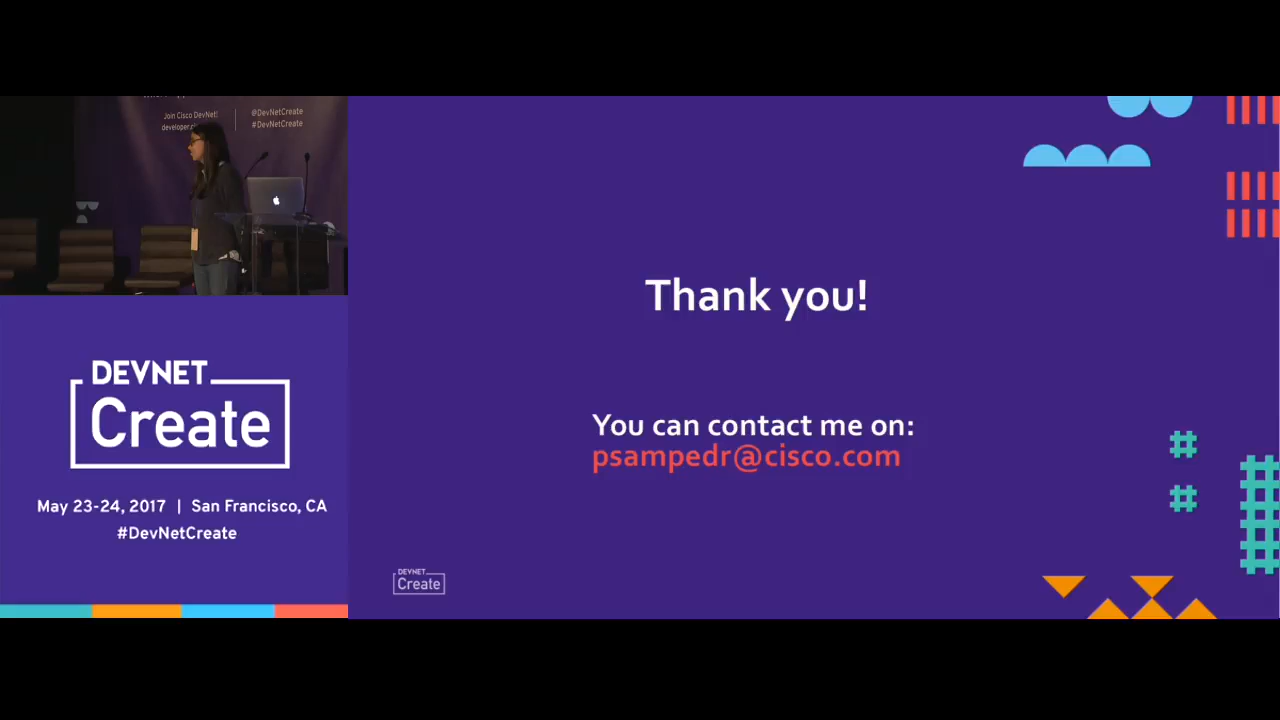 Join Cisco DevNet!
@DevNetCreate
#DevNetCreate
DEVNET
Create
May 23-24, 2017 | San Francisco, CA
#DevNetCreate
Thank you!
You can contact me on:
psampedr@cisco.com
DEVNET
Create